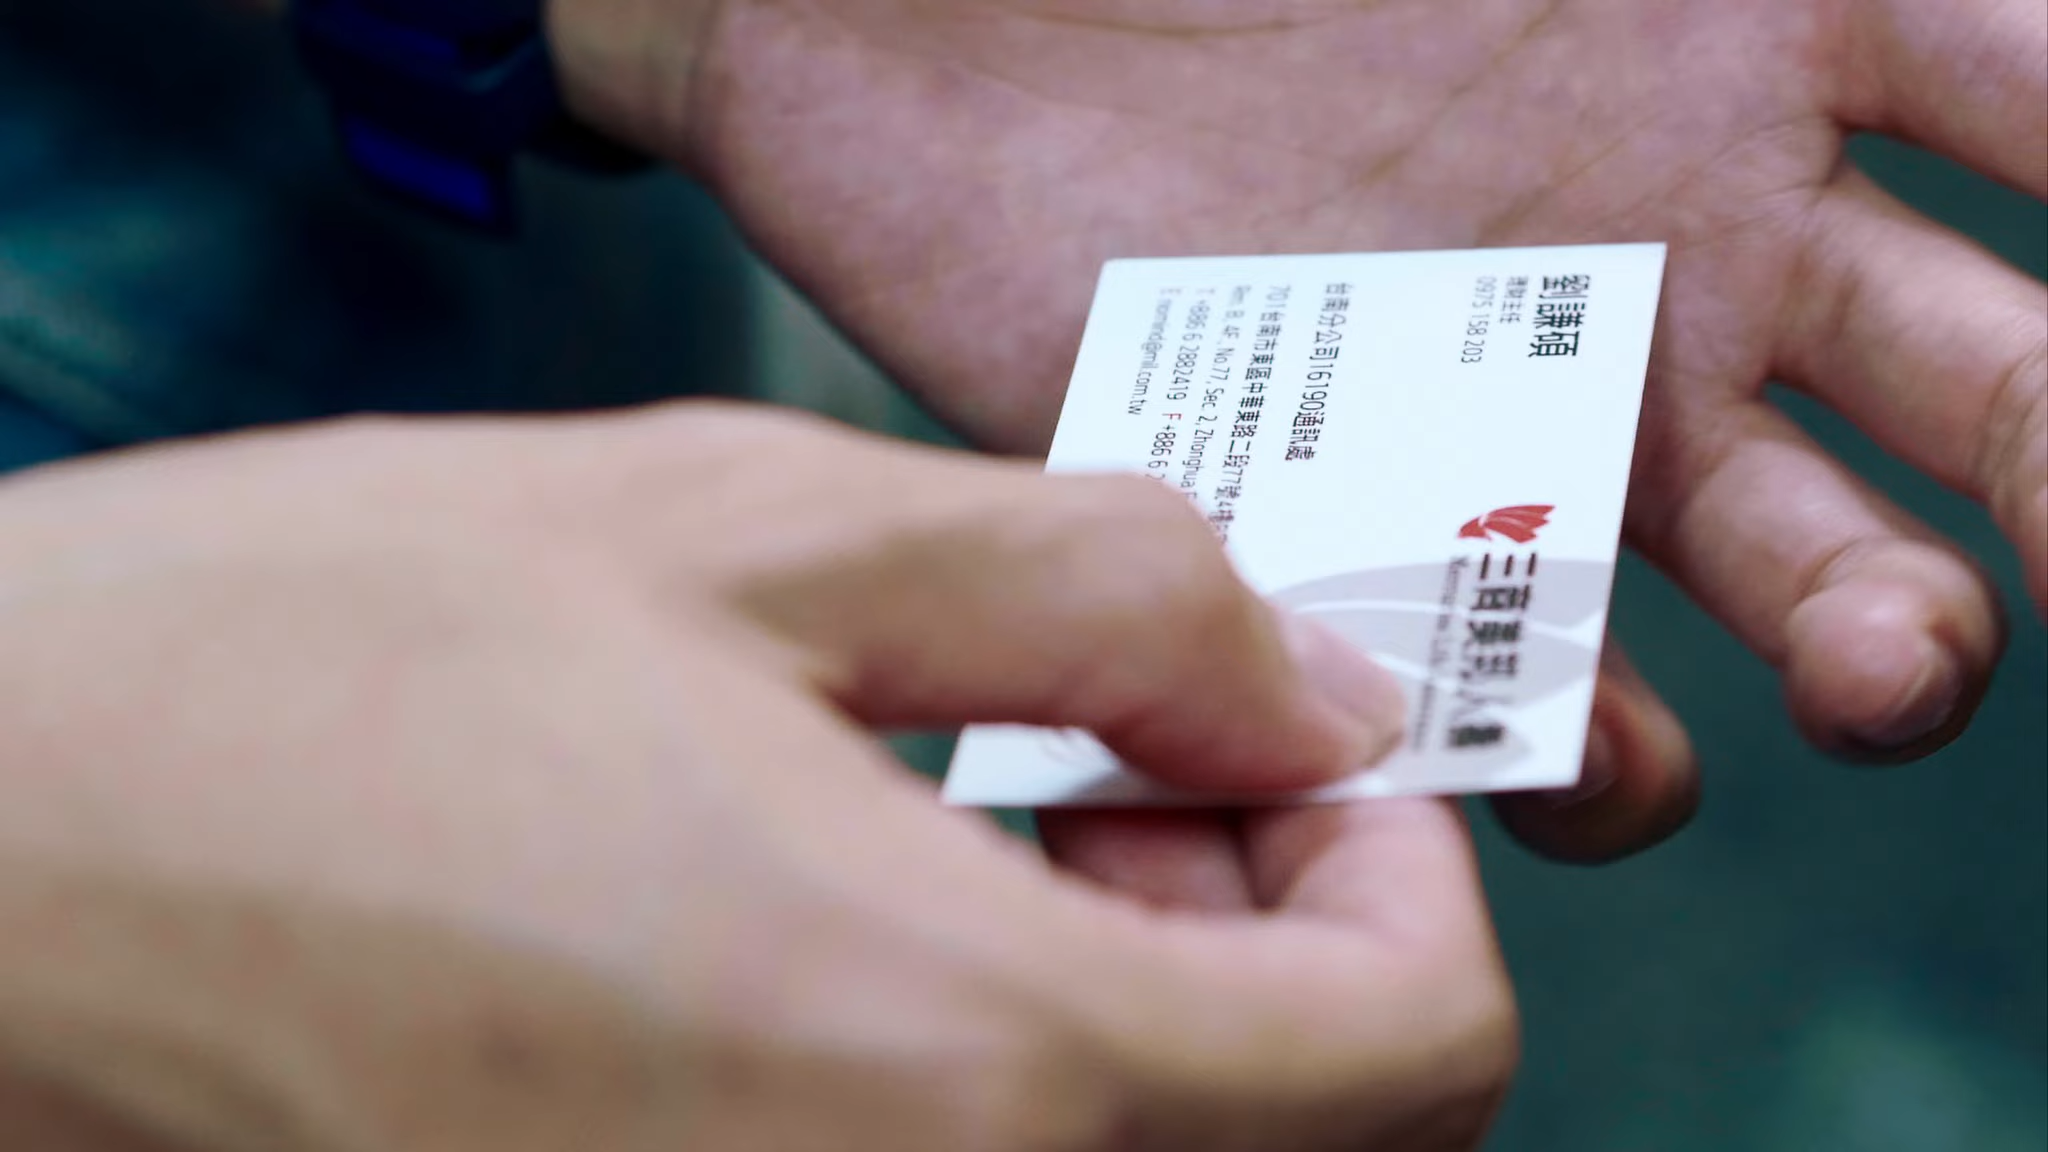 劉謙碩
理財主任
0975 158 203
三商美邦人壽
台南分公司16190通訊處
701台南市東區中華東路二段77號4樓
Rm. B, 4F., No.77, Sec. 2, Zhonghua
T +886 6 2882419 F +886 6 2